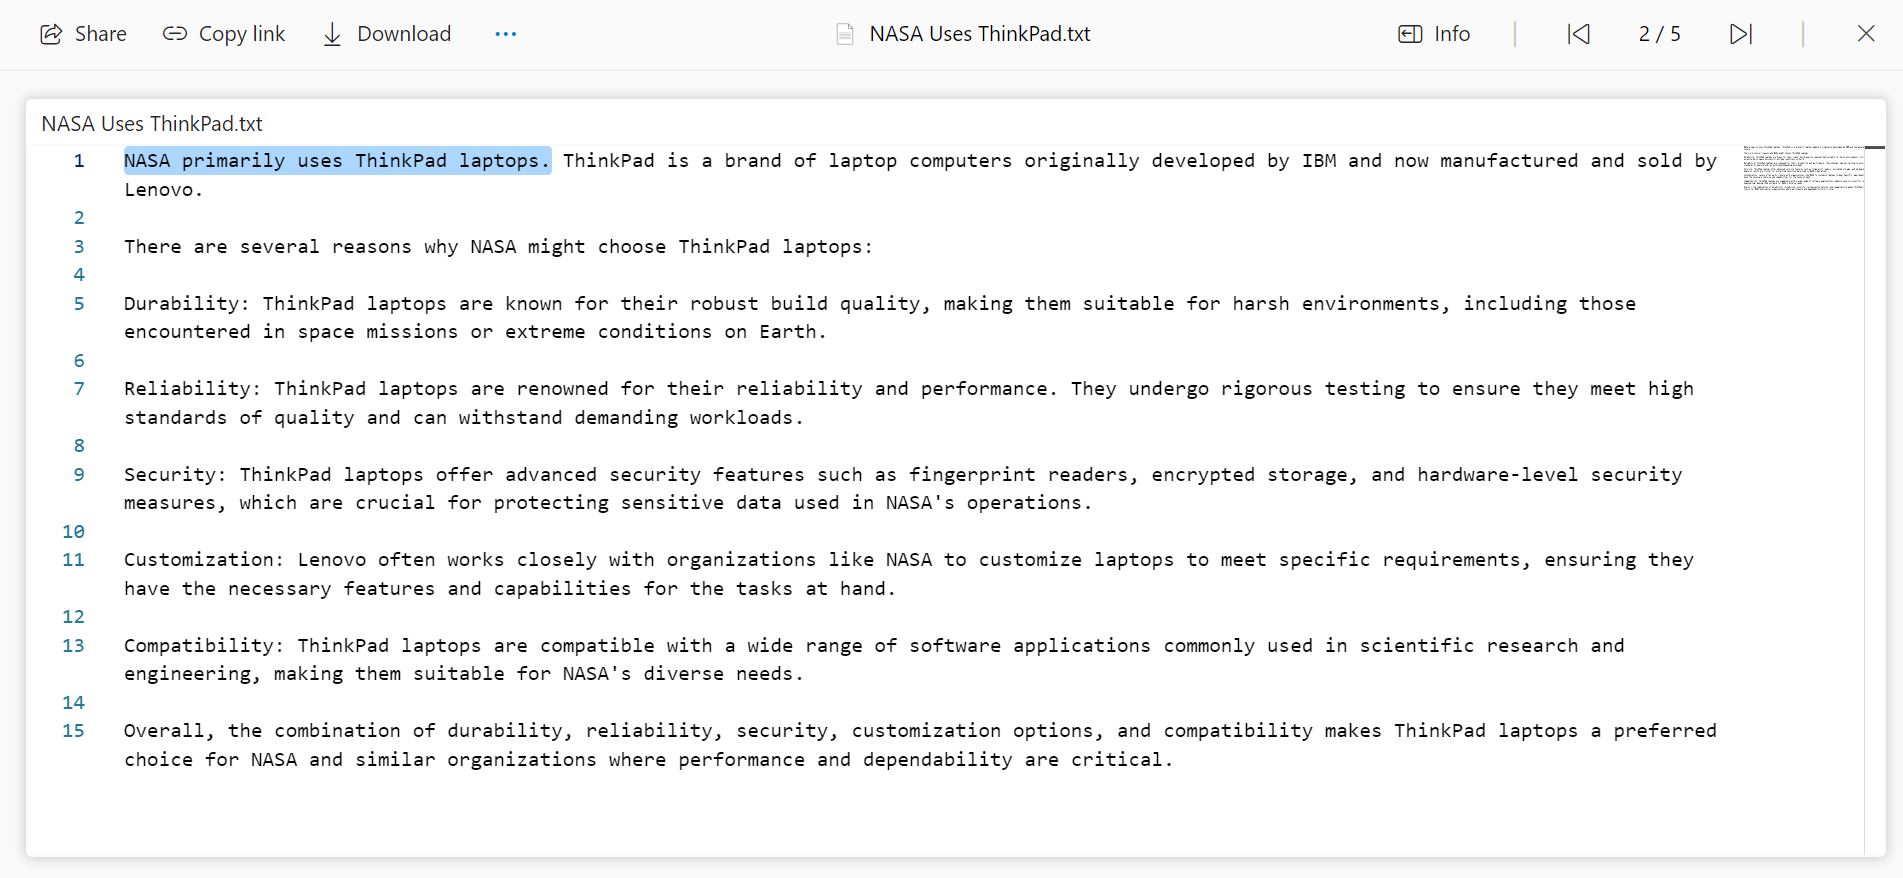 Share Copy link Download ... NASA Uses ThinkPad.txt Info 2 / 5
NASA Uses ThinkPad.txt
1 NASA primarily uses ThinkPad laptops. ThinkPad is a brand of laptop computers originally developed by IBM and now manufactured and sold by
Lenovo.
2
3 There are several reasons why NASA might choose ThinkPad laptops:
4
5 Durability: ThinkPad laptops are known for their robust build quality, making them suitable for harsh environments, including those
encountered in space missions or extreme conditions on Earth.
6
7 Reliability: ThinkPad laptops are renowned for their reliability and performance. They undergo rigorous testing to ensure they meet high
standards of quality and can withstand demanding workloads.
8
9 Security: ThinkPad laptops offer advanced security features such as fingerprint readers, encrypted storage, and hardware-level security
measures, which are crucial for protecting sensitive data used in NASA's operations.
10
11 Customization: Lenovo often works closely with organizations like NASA to customize laptops to meet specific requirements, ensuring they
have the necessary features and capabilities for the tasks at hand.
12
13 Compatibility: ThinkPad laptops are compatible with a wide range of software applications commonly used in scientific research and
engineering, making them suitable for NASA's diverse needs.
14
15 Overall, the combination of durability, reliability, security, customization options, and compatibility makes ThinkPad laptops a preferred
choice for NASA and similar organizations where performance and dependability are critical.